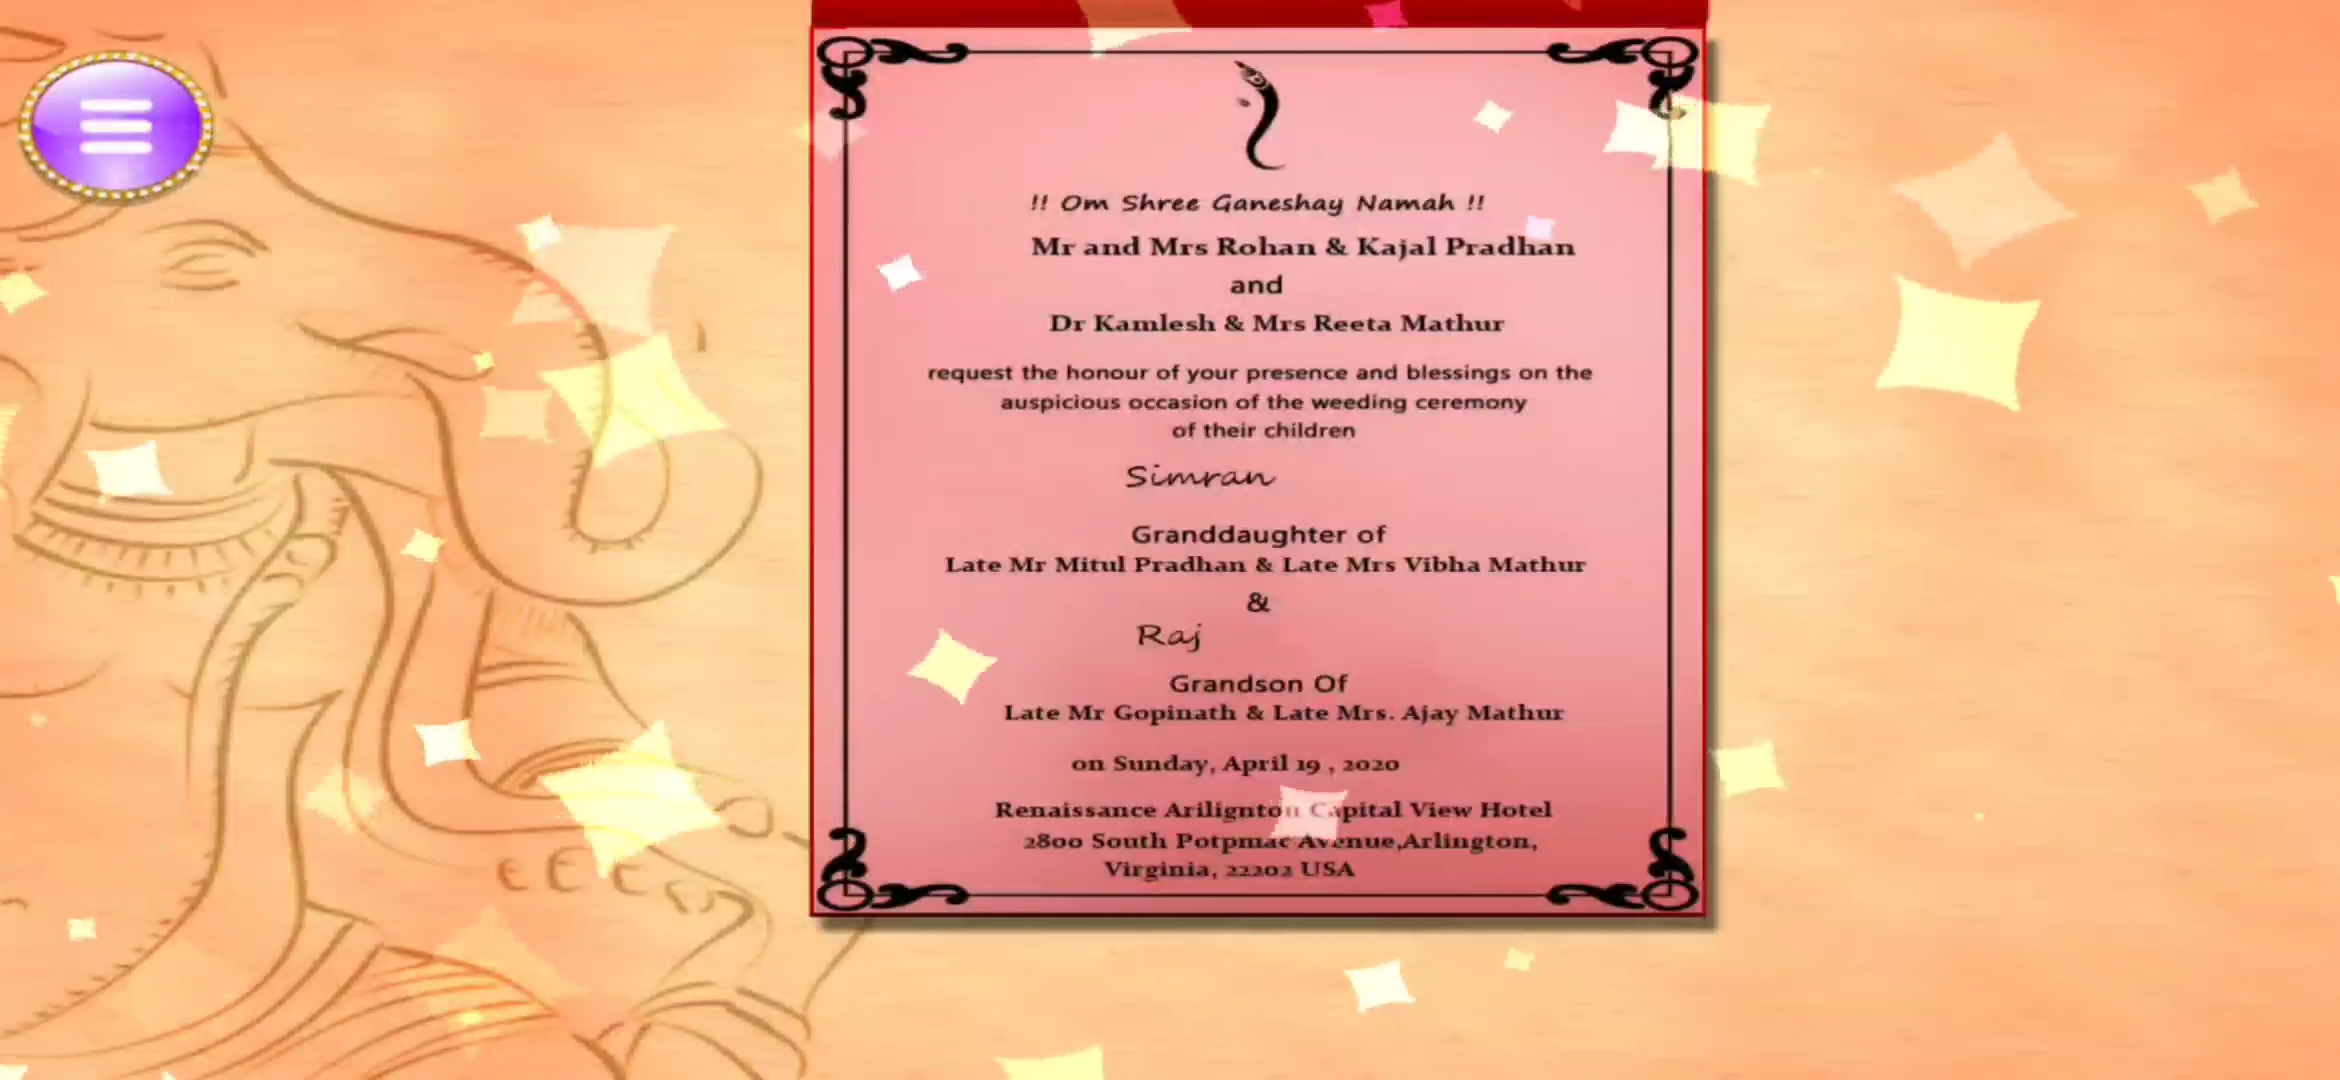 !! Om Shree Ganeshay Namah !!
Mr and Mrs Rohan & Kajal Pradhan
and
Dr Kamlesh & Mrs Reeta Mathur
request the honour of your presence and blessings on the
auspicious occasion of the weeding ceremony
of their children
Simran
Granddaughter of
Late Mr Mitul Pradhan & Late Mrs Vibha Mathur
&
Raj
Grandson Of
Late Mr Gopinath & Late Mrs. Ajay Mathur
on Sunday, April 19 , 2020
Renaissance Arilignton Capital View Hotel
2800 South Potpmac Avenue,Arlington,
Virginia, 22202 USA